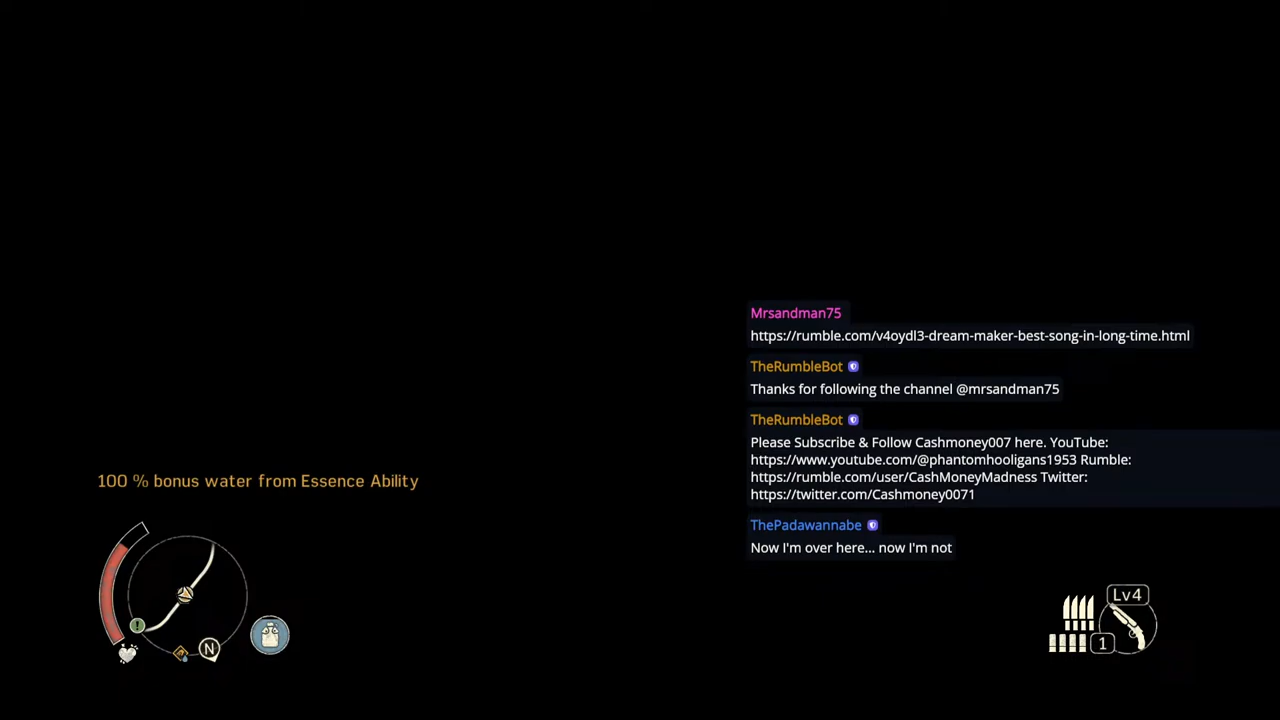 Mrsandman75
https://rumble.com/v4oydl3-dream-maker-best-song-in-long-time.html
TheRumbleBot
Thanks for following the channel @mrsandman75
TheRumbleBot
Please Subscribe & Follow Cashmoney007 here. YouTube:
https://www.youtube.com/@phantomhooligans1953 Rumble:
https://rumble.com/user/CashMoneyMadness Twitter:
https://twitter.com/Cashmoney0071
ThePadawannabe
Now I'm over here... now I'm not
100 % bonus water from Essence Ability
N
Lv4
1